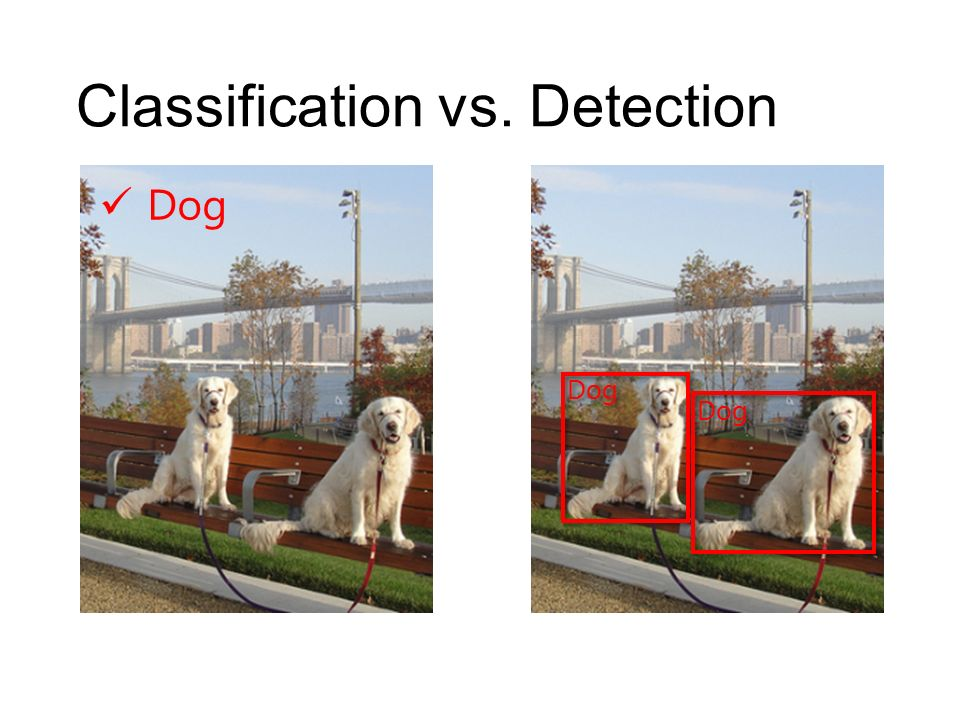 Classification vs. Detection
✓ Dog
Dog
Dog